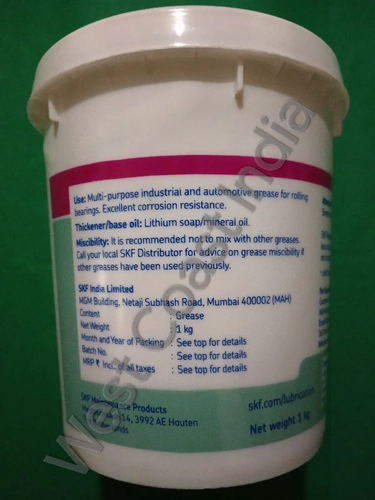 Use: Multi-purpose industrial and automotive grease for rolling
bearings. Excellent corrosion resistance.
Thickener/base oil: Lithium soap/mineral oil.
Miscibility: It is recommended not to mix with other greases.
Call your local SKF Distributor for advice on grease miscibility if
other greases have been used previously.
SKF India Limited
MGM Building, Netaji Subhash Road, Mumbai 400002 (MAH)
Content : Grease
Net Weight : 1 kg
Month and Year of Packing : See top for details
Batch No. : See top for details
MRP ₹ Incl. of all taxes : See top for details
SKF Maintenance Products
14, 3992 AE Houten
skf.com/lubrication
Net weight 1 kg
West Coast India